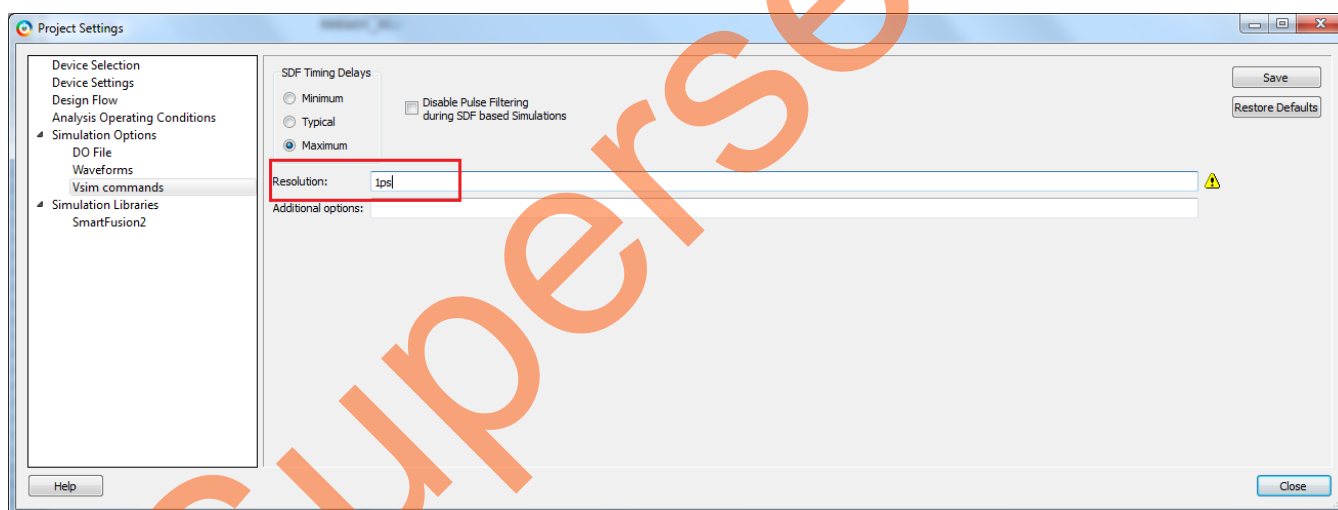 Project Settings
Device Selection
Device Settings
Design Flow
Analysis Operating Conditions
Simulation Options
DO File
Waveforms
Vsim commands
Simulation Libraries
SmartFusion2
SDF Timing Delays
Minimum
Typical
Maximum
Disable Pulse Filtering
during SDF based Simulations
Resolution: 1ps
Additional options:
Save
Restore Defaults
Help
Close
Superse